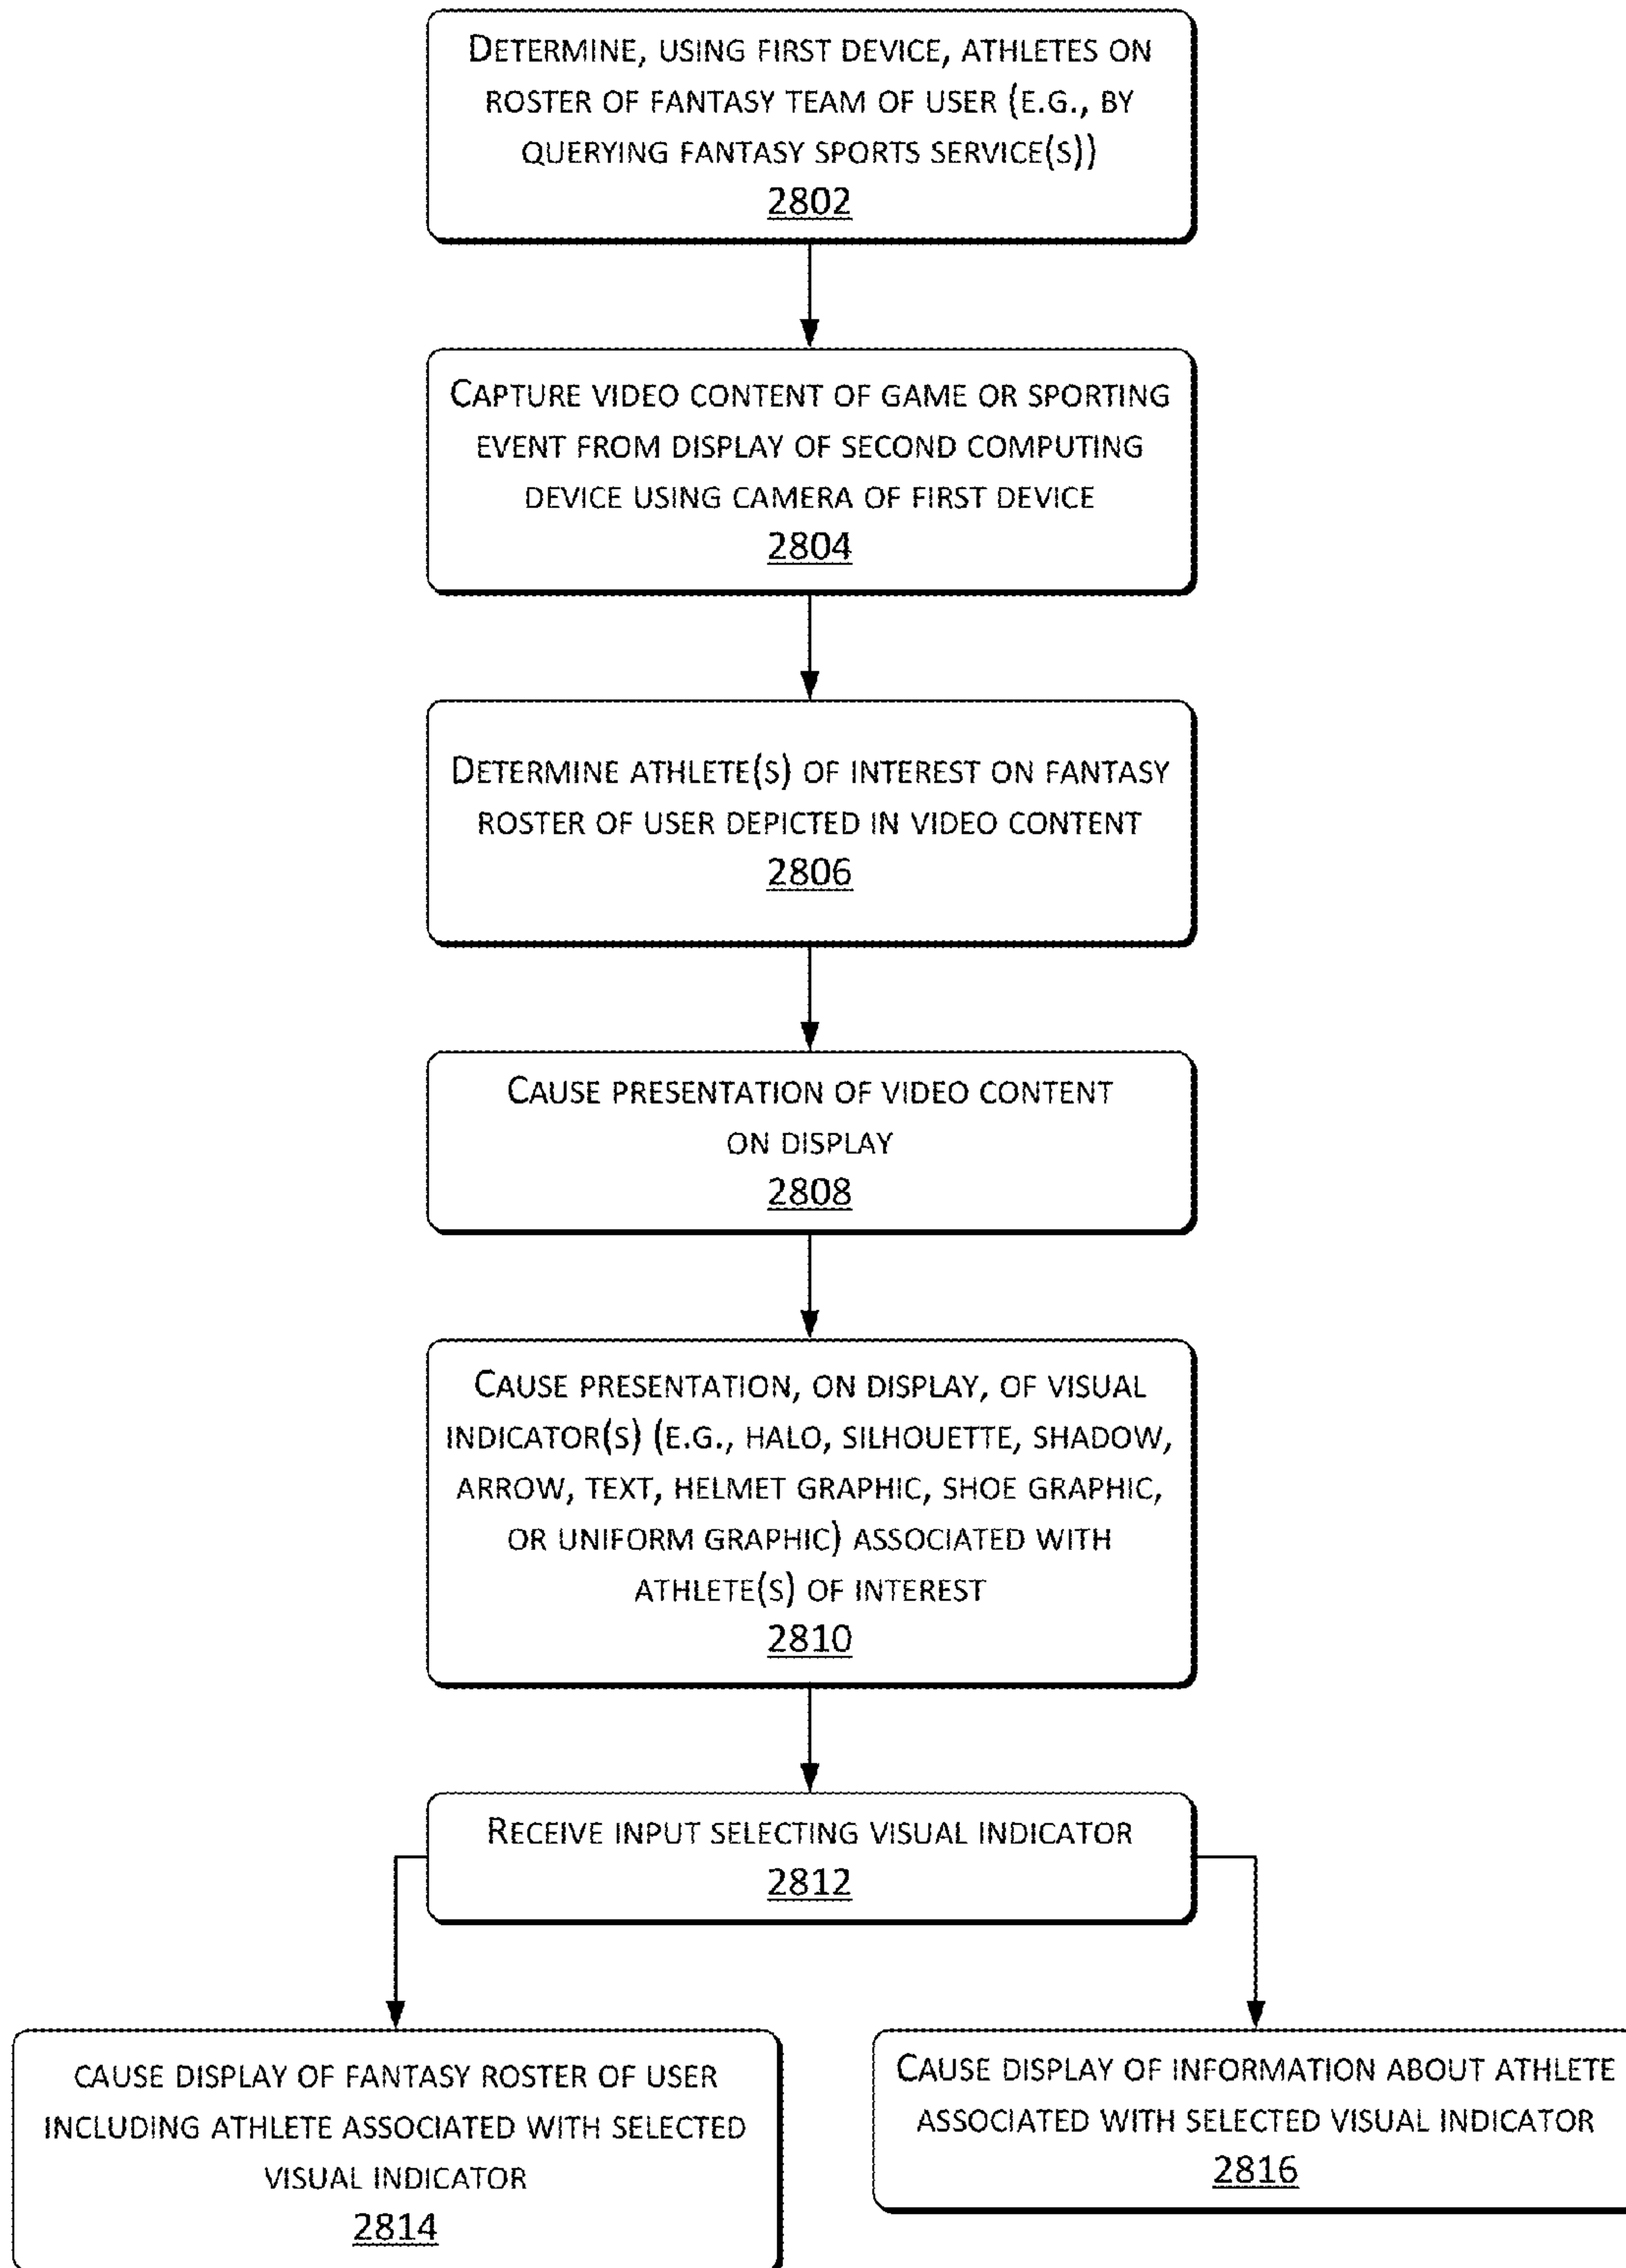 DETERMINE, USING FIRST DEVICE, ATHLETES ON
ROSTER OF FANTASY TEAM OF USER (E.G., BY
QUERYING FANTASY SPORTS SERVICE(S))
2802
CAPTURE VIDEO CONTENT OF GAME OR SPORTING
EVENT FROM DISPLAY OF SECOND COMPUTING
DEVICE USING CAMERA OF FIRST DEVICE
2804
DETERMINE ATHLETE(S) OF INTEREST ON FANTASY
ROSTER OF USER DEPICTED IN VIDEO CONTENT
2806
CAUSE PRESENTATION OF VIDEO CONTENT
ON DISPLAY
2808
CAUSE PRESENTATION, ON DISPLAY, OF VISUAL
INDICATOR(S) (E.G., HALO, SILHOUETTE, SHADOW,
ARROW, TEXT, HELMET GRAPHIC, SHOE GRAPHIC,
OR UNIFORM GRAPHIC) ASSOCIATED WITH
ATHLETE(S) OF INTEREST
2810
RECEIVE INPUT SELECTING VISUAL INDICATOR
2812
CAUSE DISPLAY OF FANTASY ROSTER OF USER
INCLUDING ATHLETE ASSOCIATED WITH SELECTED
VISUAL INDICATOR
2814
CAUSE DISPLAY OF INFORMATION ABOUT ATHLETE
ASSOCIATED WITH SELECTED VISUAL INDICATOR
2816